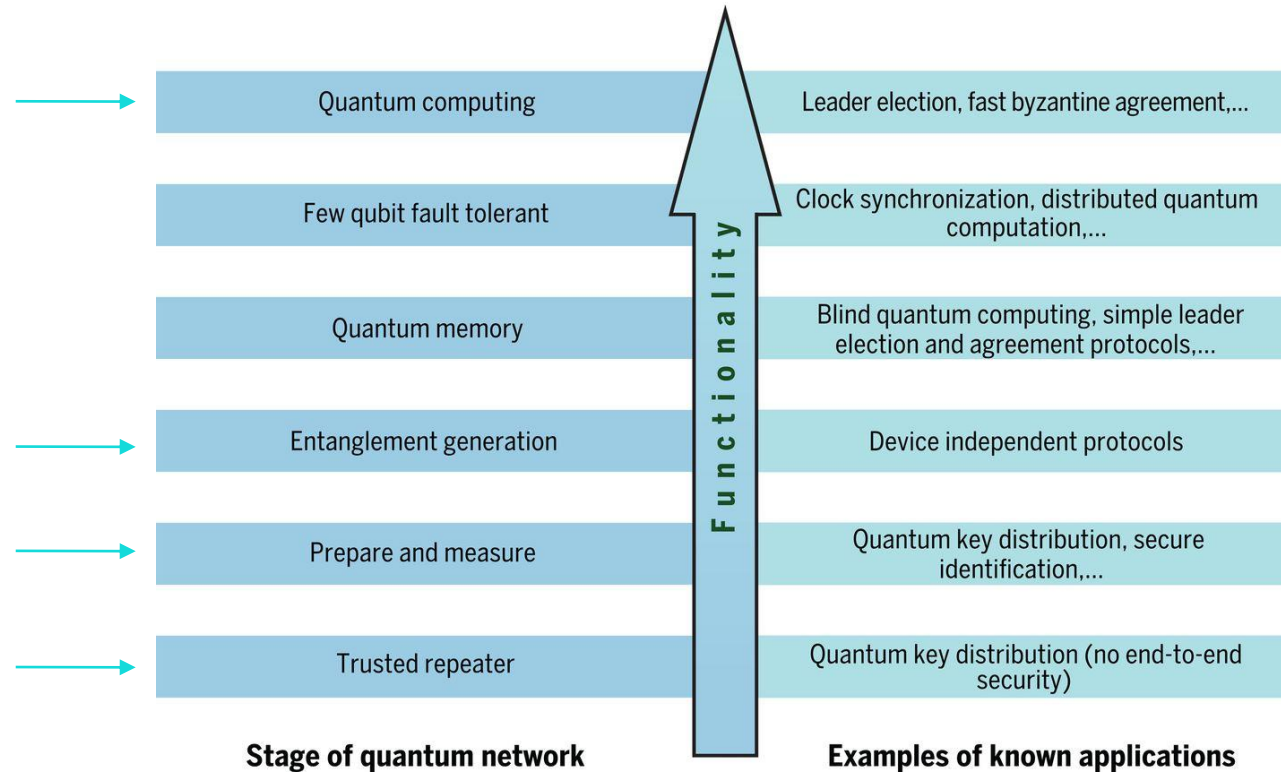 Quantum computing
Leader election, fast byzantine agreement,...
Few qubit fault tolerant
Clock synchronization, distributed quantum
computation,...
Quantum memory
Blind quantum computing, simple leader
election and agreement protocols,...
Entanglement generation
Device independent protocols
Prepare and measure
Quantum key distribution, secure
identification,...
Trusted repeater
Quantum key distribution (no end-to-end
security)
Functionality
Stage of quantum network
Examples of known applications